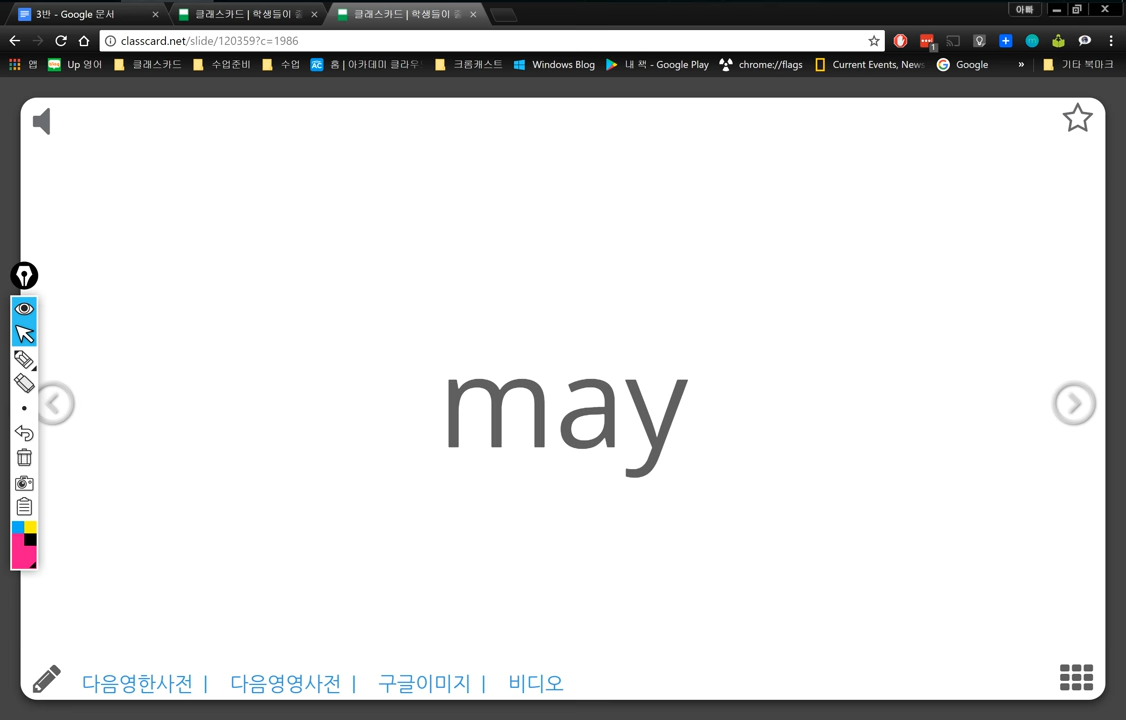 3반 - Google 문서
클래스카드 | 학생들이 좋
클래스카드 | 학생들이 좋
아빠
classcard.net/slide/120359?c=1986
1
앱
Up 영어
클래스카드
수업준비
수업
홈 | 아카데미 클라우
크롬캐스트
Windows Blog
내 책 - Google Play
chrome://flags
Current Events, News
Google
»
기타 북마크
may
다음영한사전 |
다음영영사전 |
구글이미지 |
비디오